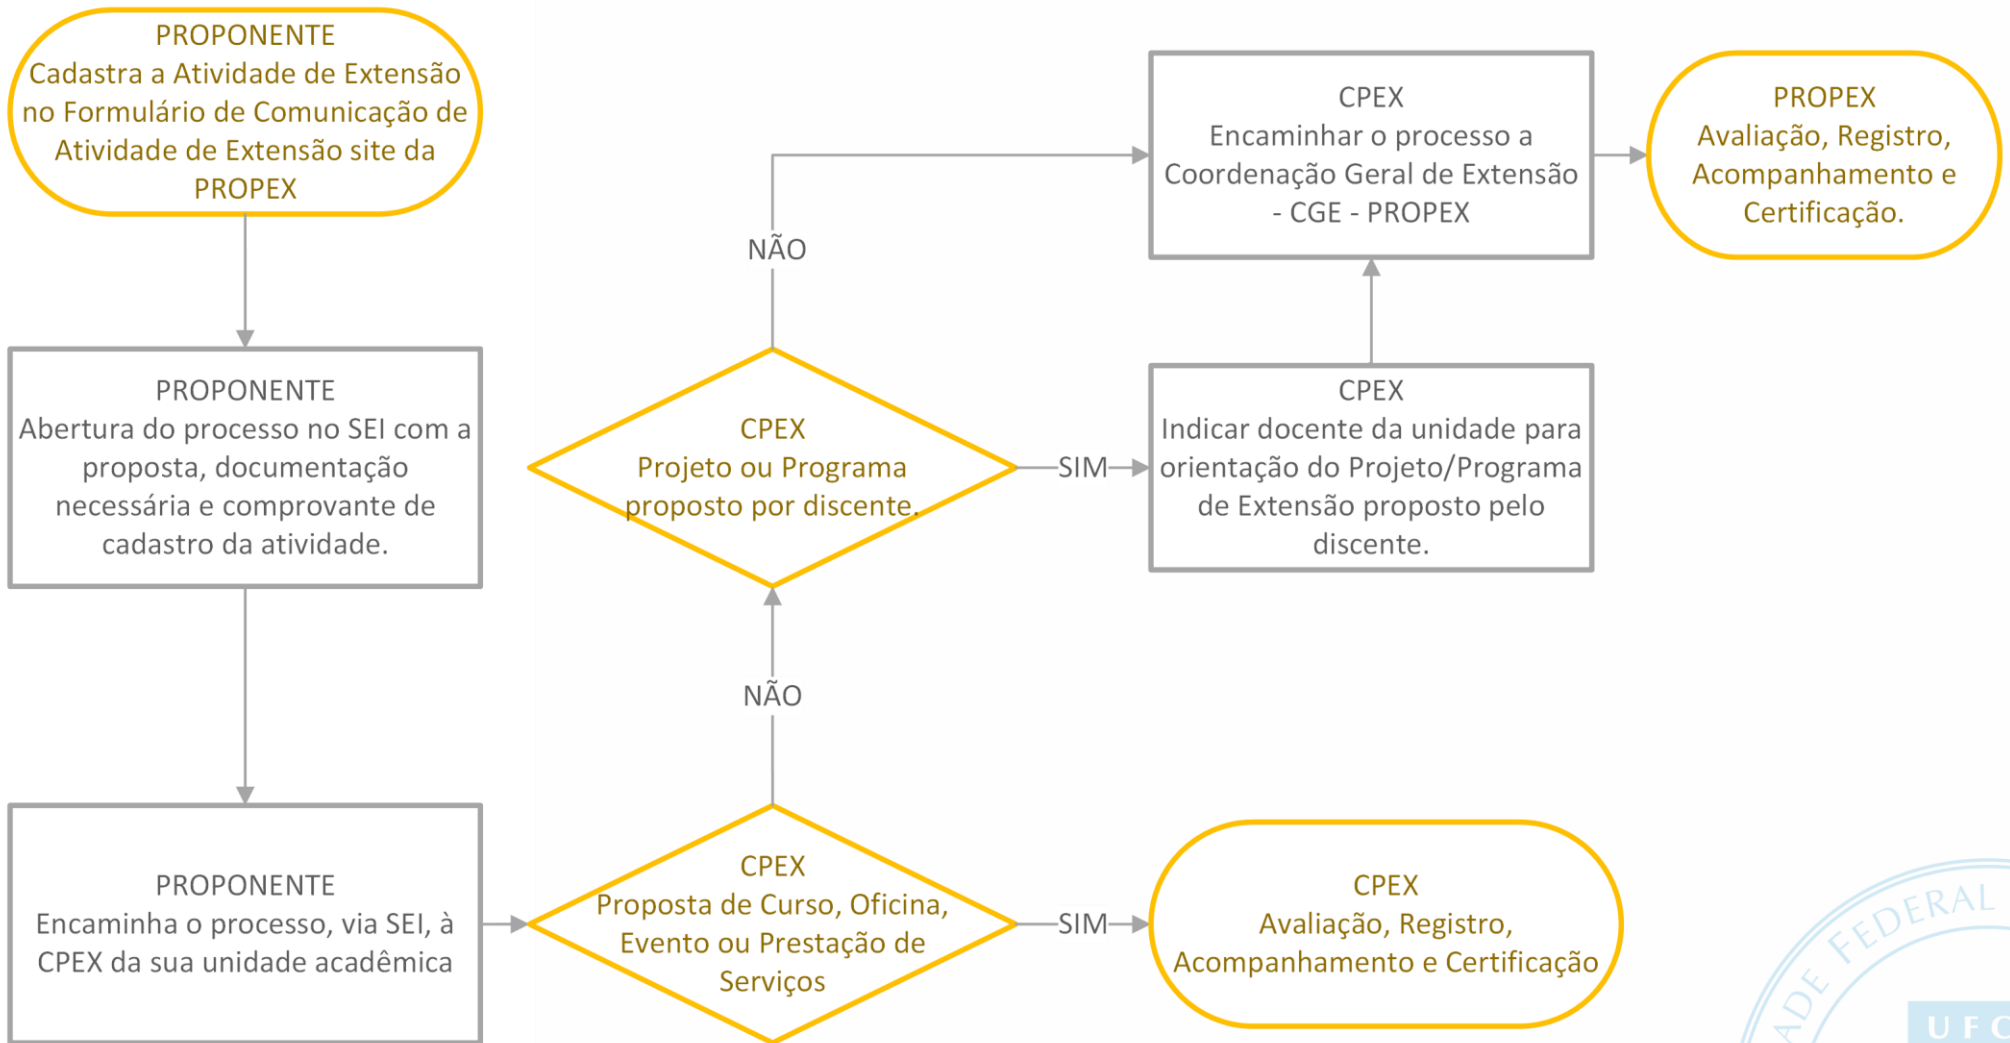 PROPONENTE
Cadastra a Atividade de Extensão
no Formulário de Comunicação de
Atividade de Extensão site da
PROPEX
PROPONENTE
Abertura do processo no SEI com a
proposta, documentação
necessária e comprovante de
cadastro da atividade.
PROPONENTE
Encaminha o processo, via SEI, à
CPEX da sua unidade acadêmica
CPEX
Proposta de Curso, Oficina,
Evento ou Prestação de
Serviços
SIM
CPEX
Avaliação, Registro,
Acompanhamento e Certificação
NÃO
CPEX
Projeto ou Programa
proposto por discente.
SIM
CPEX
Indicar docente da unidade para
orientação do Projeto/Programa
de Extensão proposto pelo
discente.
NÃO
CPEX
Encaminhar o processo a
Coordenação Geral de Extensão
- CGE - PROPEX
PROPEX
Avaliação, Registro,
Acompanhamento e
Certificação.
ADE FEDERAL
UFC